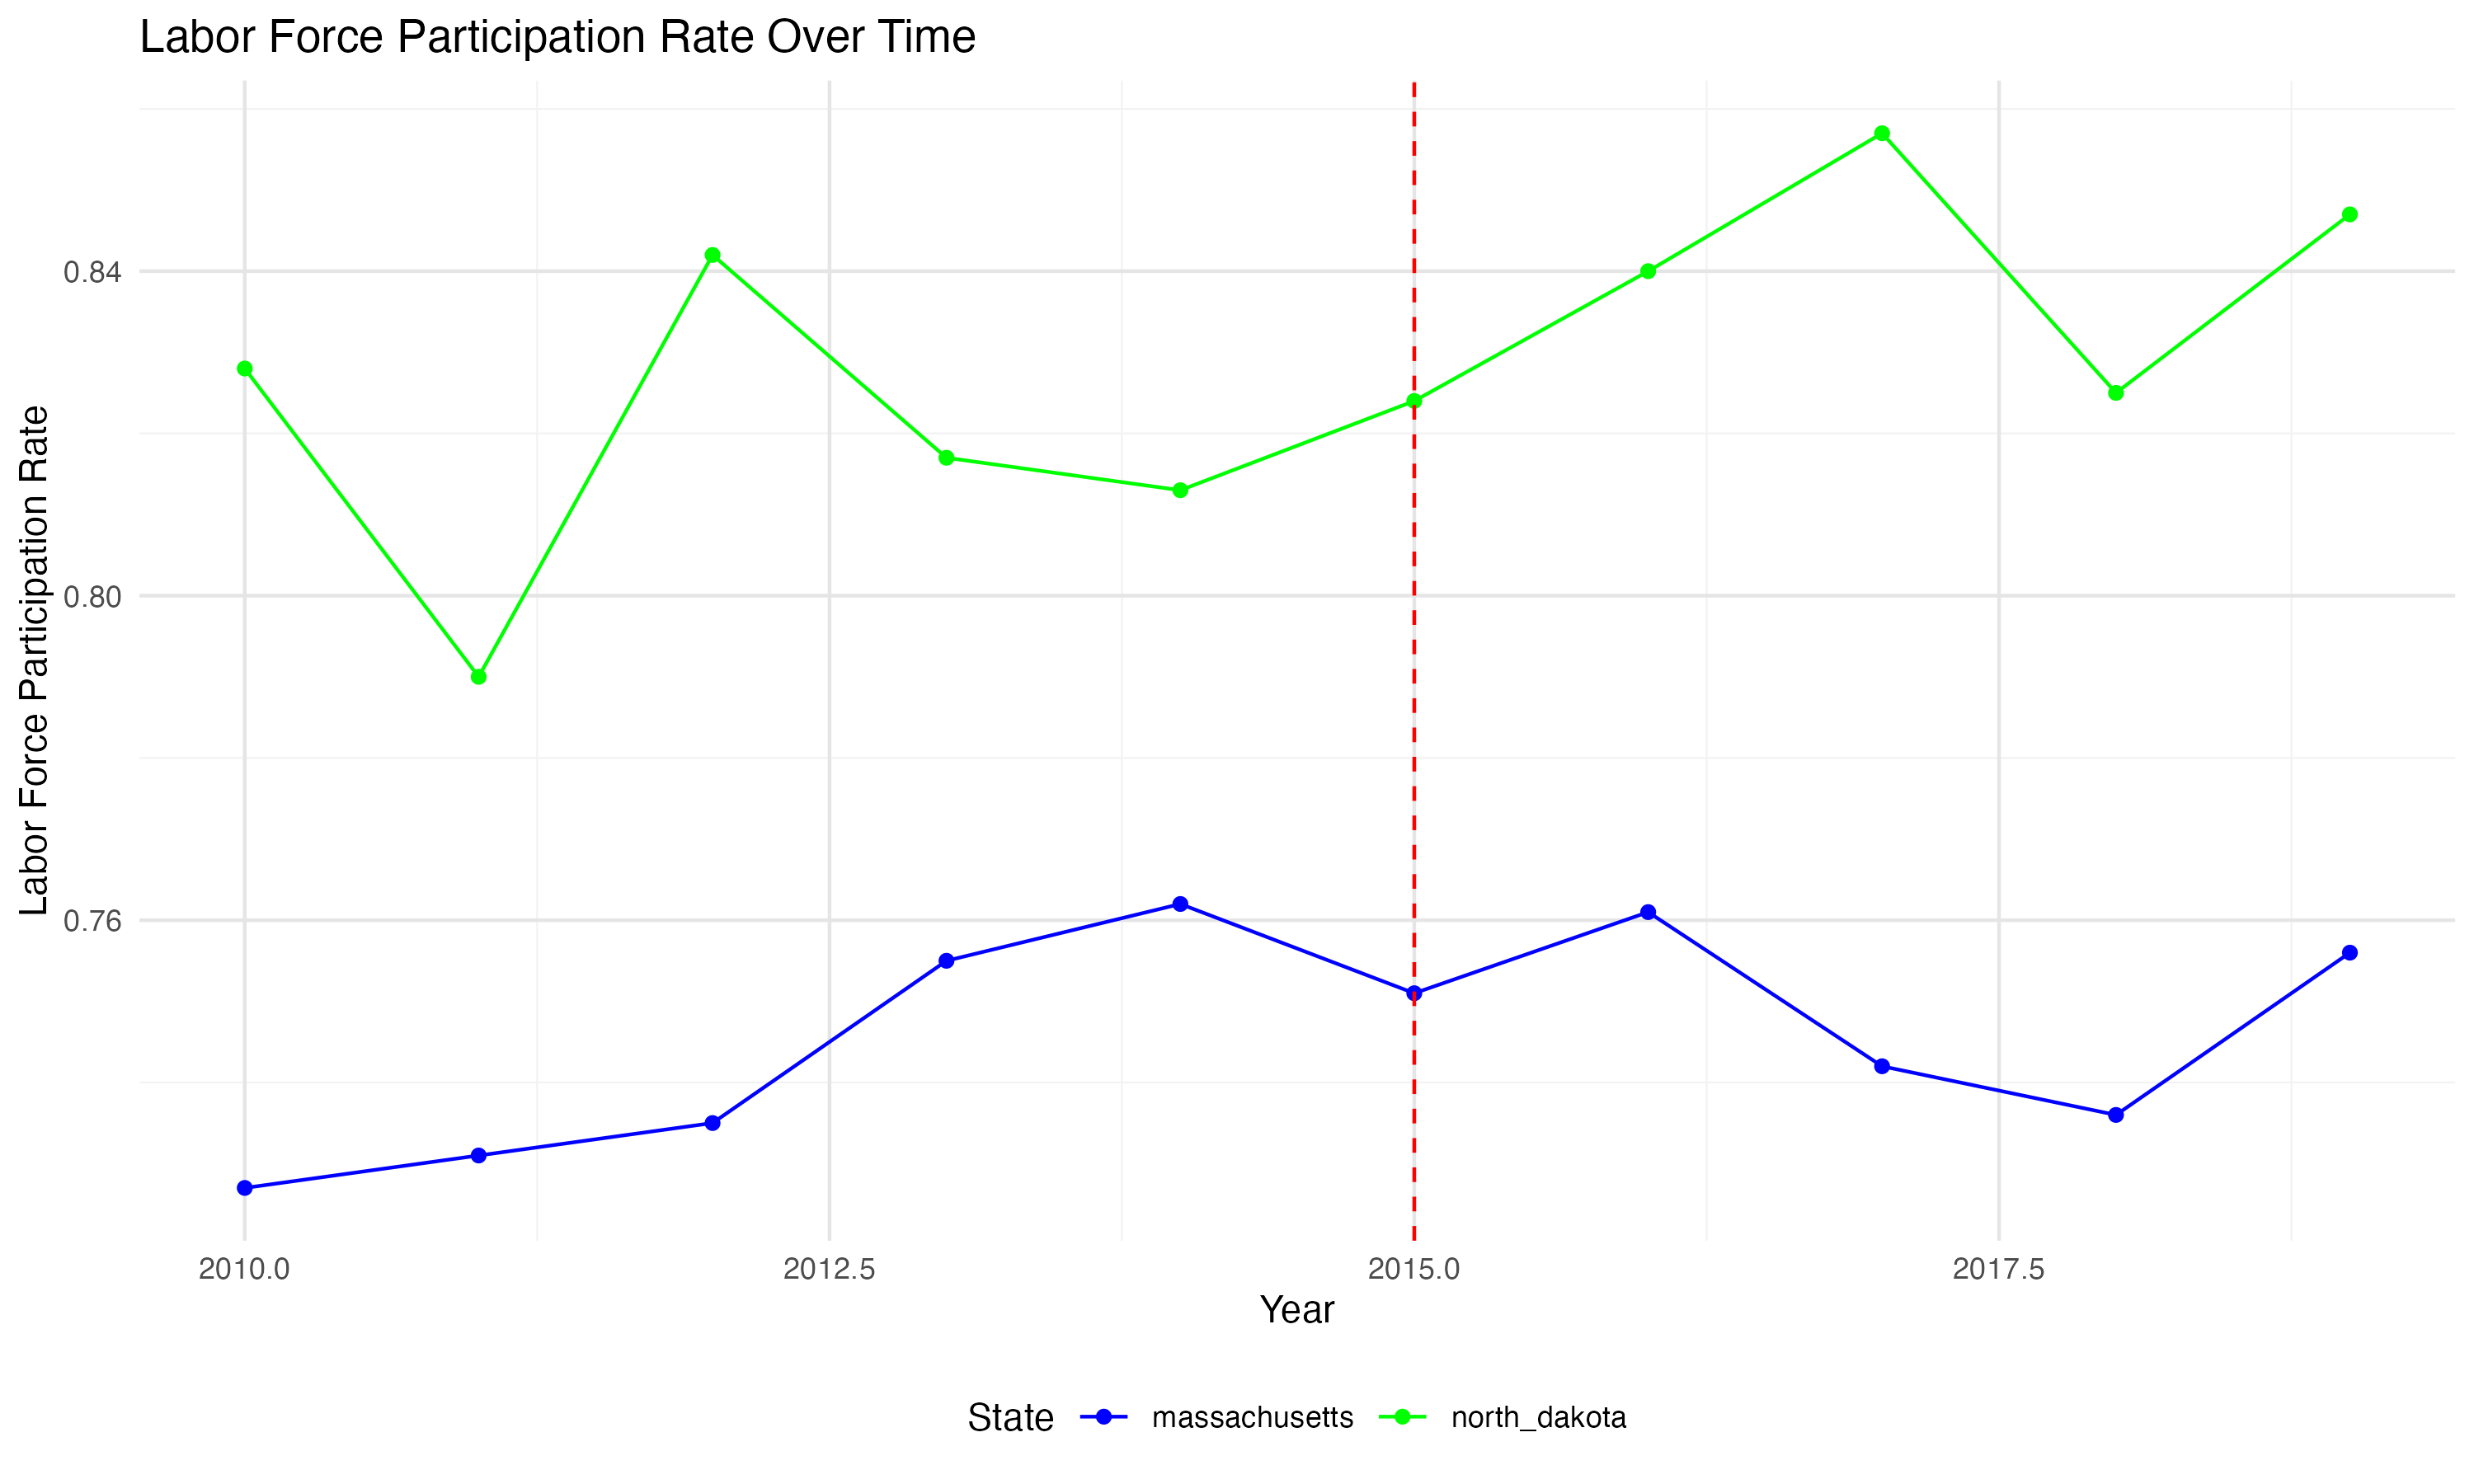 Labor Force Participation Rate Over Time
Labor Force Participation Rate
0.84
0.80
0.76
2010.0 2012.5 2015.0 2017.5
Year
State massachusetts north_dakota